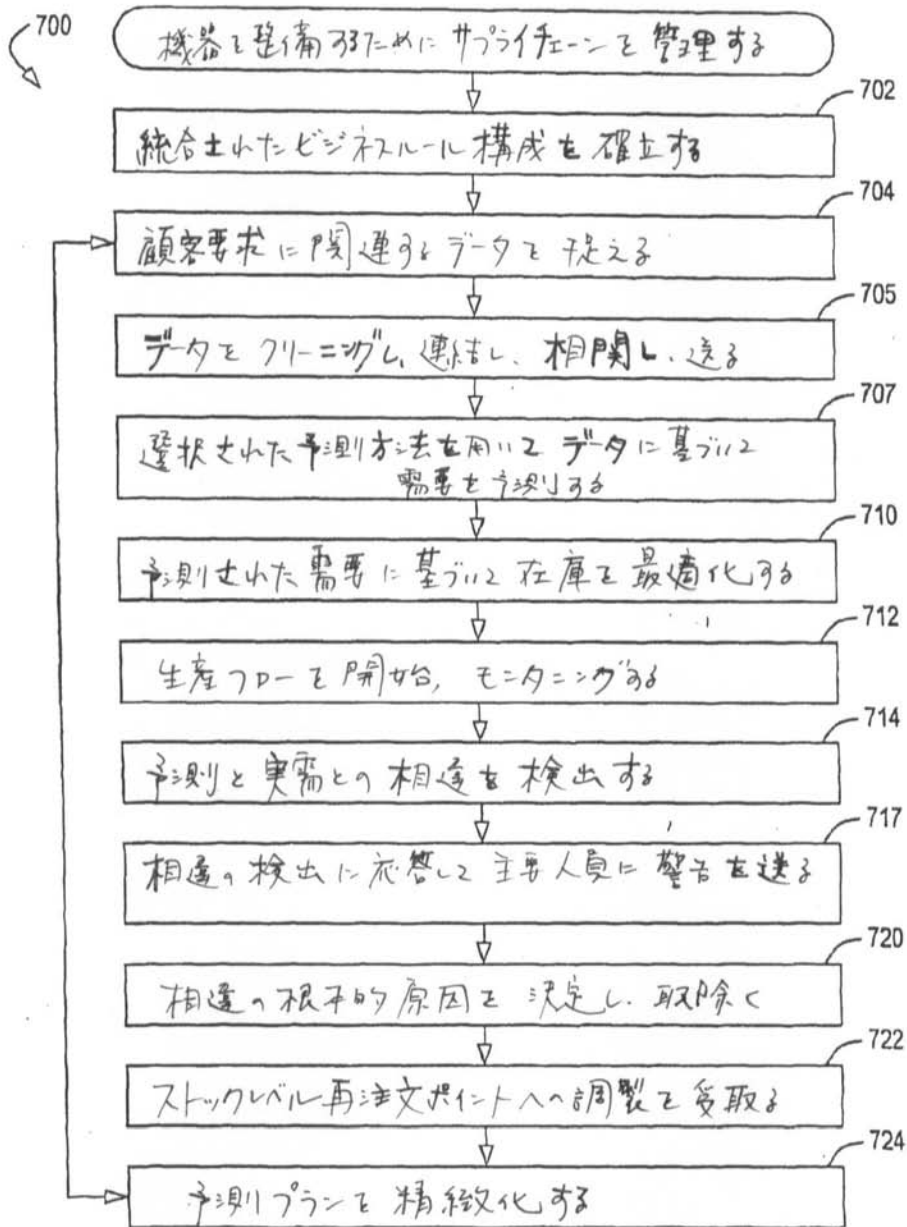 700
機器を整備するためにサプライチェーンを管理する
702
統合されたビジネスルール構成を確立する
704
顧客要求に関連するデータを捉える
705
データをクリーニングし、連結し、相関し、送る
707
選択された予測方法を用いてデータに基づいて
需要を予測する
710
予測された需要に基づいて在庫を最適化する
712
生産フローを開始, モニタニングする
714
予測と実需との相違を検出する
717
相違の検出に応答して主要人員に警告を送る
720
相違の根本的原因を決定し、取除く
722
ストックレベル再注文ポイントへの調製を受取る
724
予測プランを精緻化する